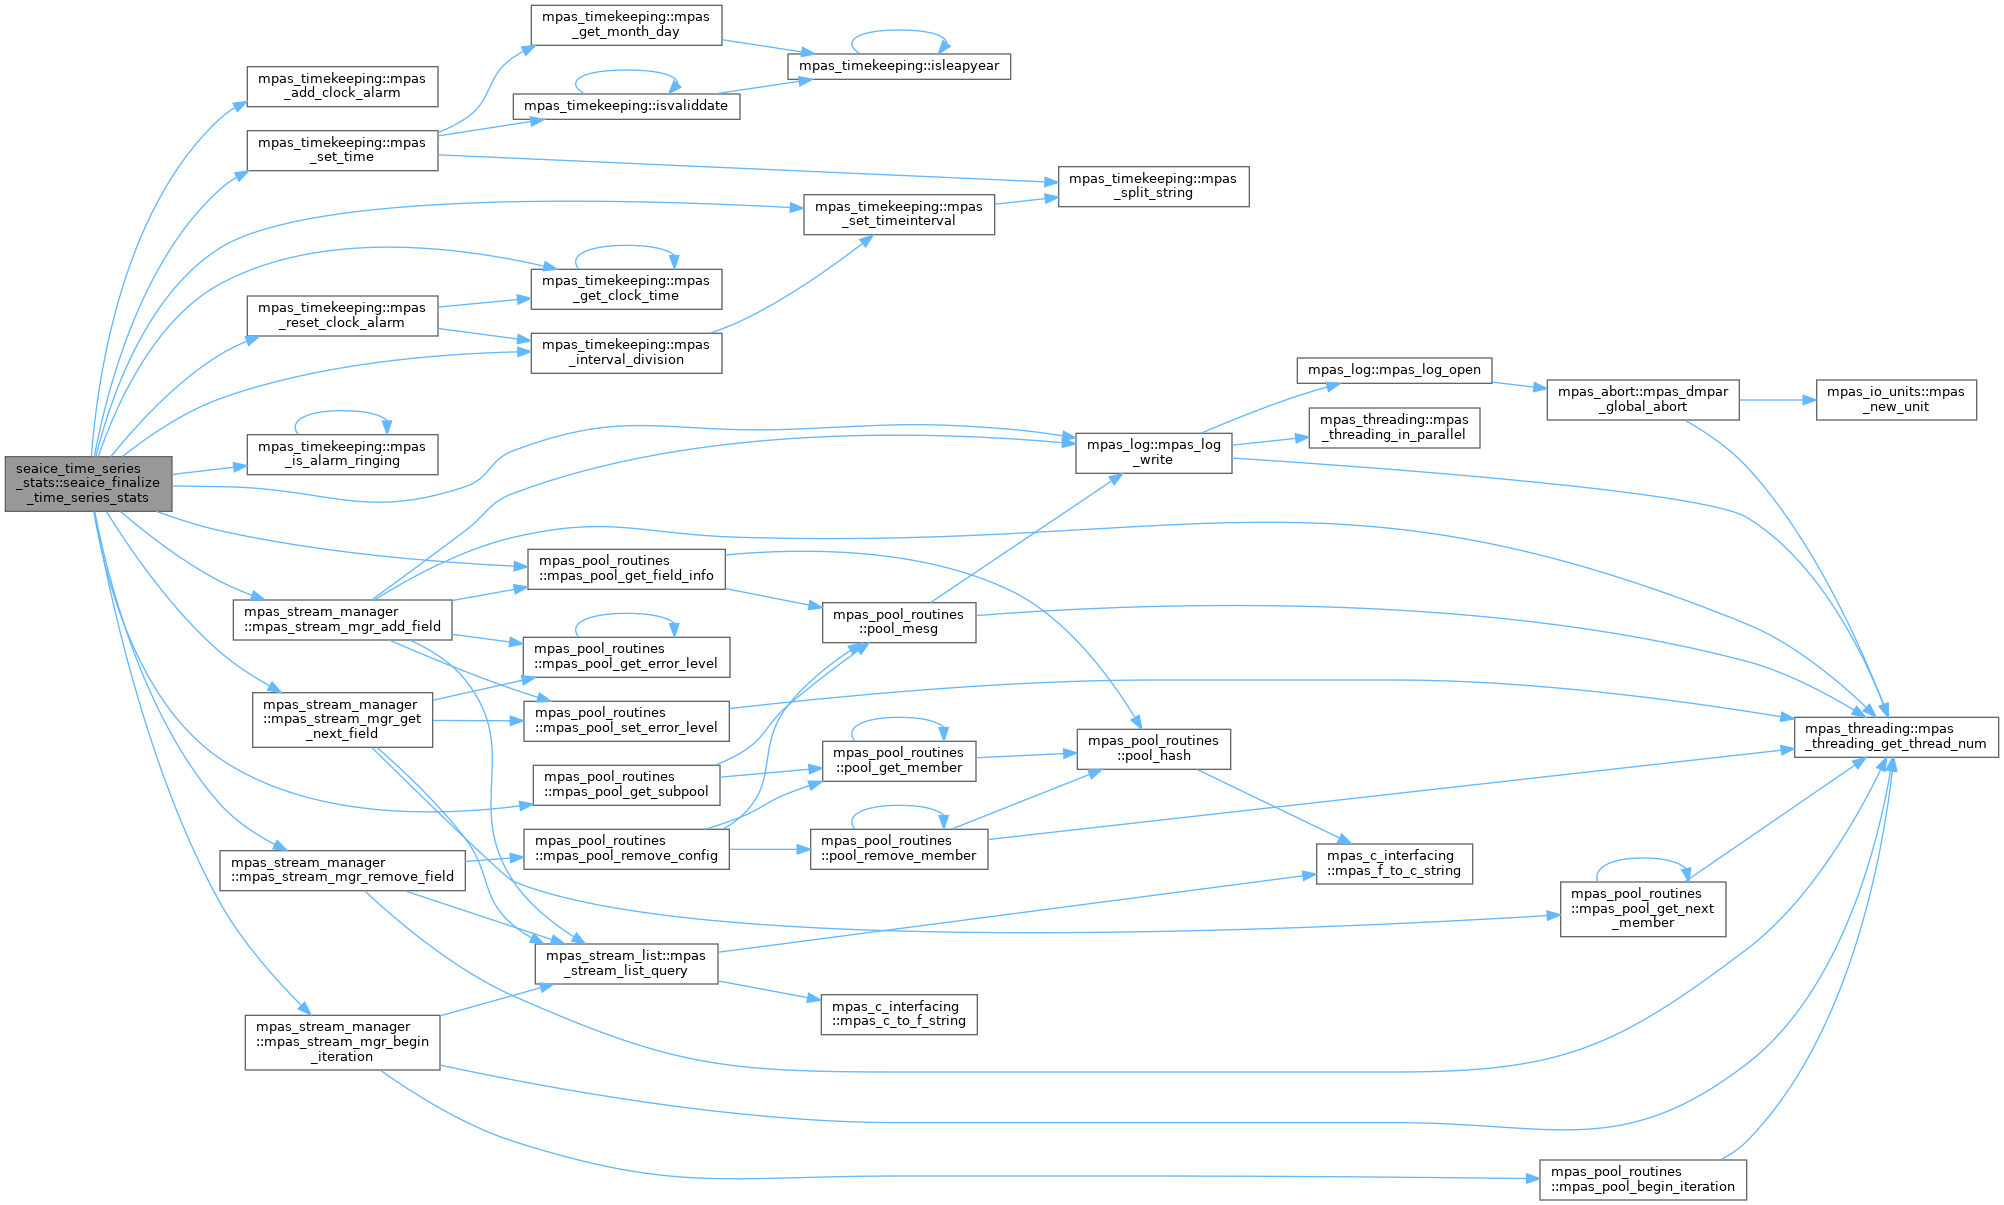 seaice_time_series
_stats::seaice_finalize
_time_series_stats
mpas_timekeeping::mpas
_add_clock_alarm
mpas_timekeeping::mpas
_set_time
mpas_timekeeping::mpas
_get_month_day
mpas_timekeeping::isleapyear
mpas_timekeeping::isvaliddate
mpas_timekeeping::mpas
_split_string
mpas_timekeeping::mpas
_set_timeinterval
mpas_timekeeping::mpas
_get_clock_time
mpas_timekeeping::mpas
_reset_clock_alarm
mpas_timekeeping::mpas
_interval_division
mpas_timekeeping::mpas
_is_alarm_ringing
mpas_log::mpas_log
_write
mpas_log::mpas_log_open
mpas_abort::mpas_dmpar
_global_abort
mpas_io_units::mpas
_new_unit
mpas_threading::mpas
_threading_in_parallel
mpas_pool_routines
::mpas_pool_get_field_info
mpas_stream_manager
::mpas_stream_mgr_add_field
mpas_pool_routines
::pool_mesg
mpas_pool_routines
::mpas_pool_get_error_level
mpas_stream_manager
::mpas_stream_mgr_get
_next_field
mpas_pool_routines
::mpas_pool_set_error_level
mpas_threading::mpas
_threading_get_thread_num
mpas_pool_routines
::pool_hash
mpas_pool_routines
::pool_get_member
mpas_pool_routines
::mpas_pool_get_subpool
mpas_pool_routines
::mpas_pool_remove_config
mpas_pool_routines
::pool_remove_member
mpas_stream_manager
::mpas_stream_mgr_remove_field
mpas_c_interfacing
::mpas_f_to_c_string
mpas_pool_routines
::mpas_pool_get_next
_member
mpas_stream_list::mpas
_stream_list_query
mpas_c_interfacing
::mpas_c_to_f_string
mpas_stream_manager
::mpas_stream_mgr_begin
_iteration
mpas_pool_routines
::mpas_pool_begin_iteration